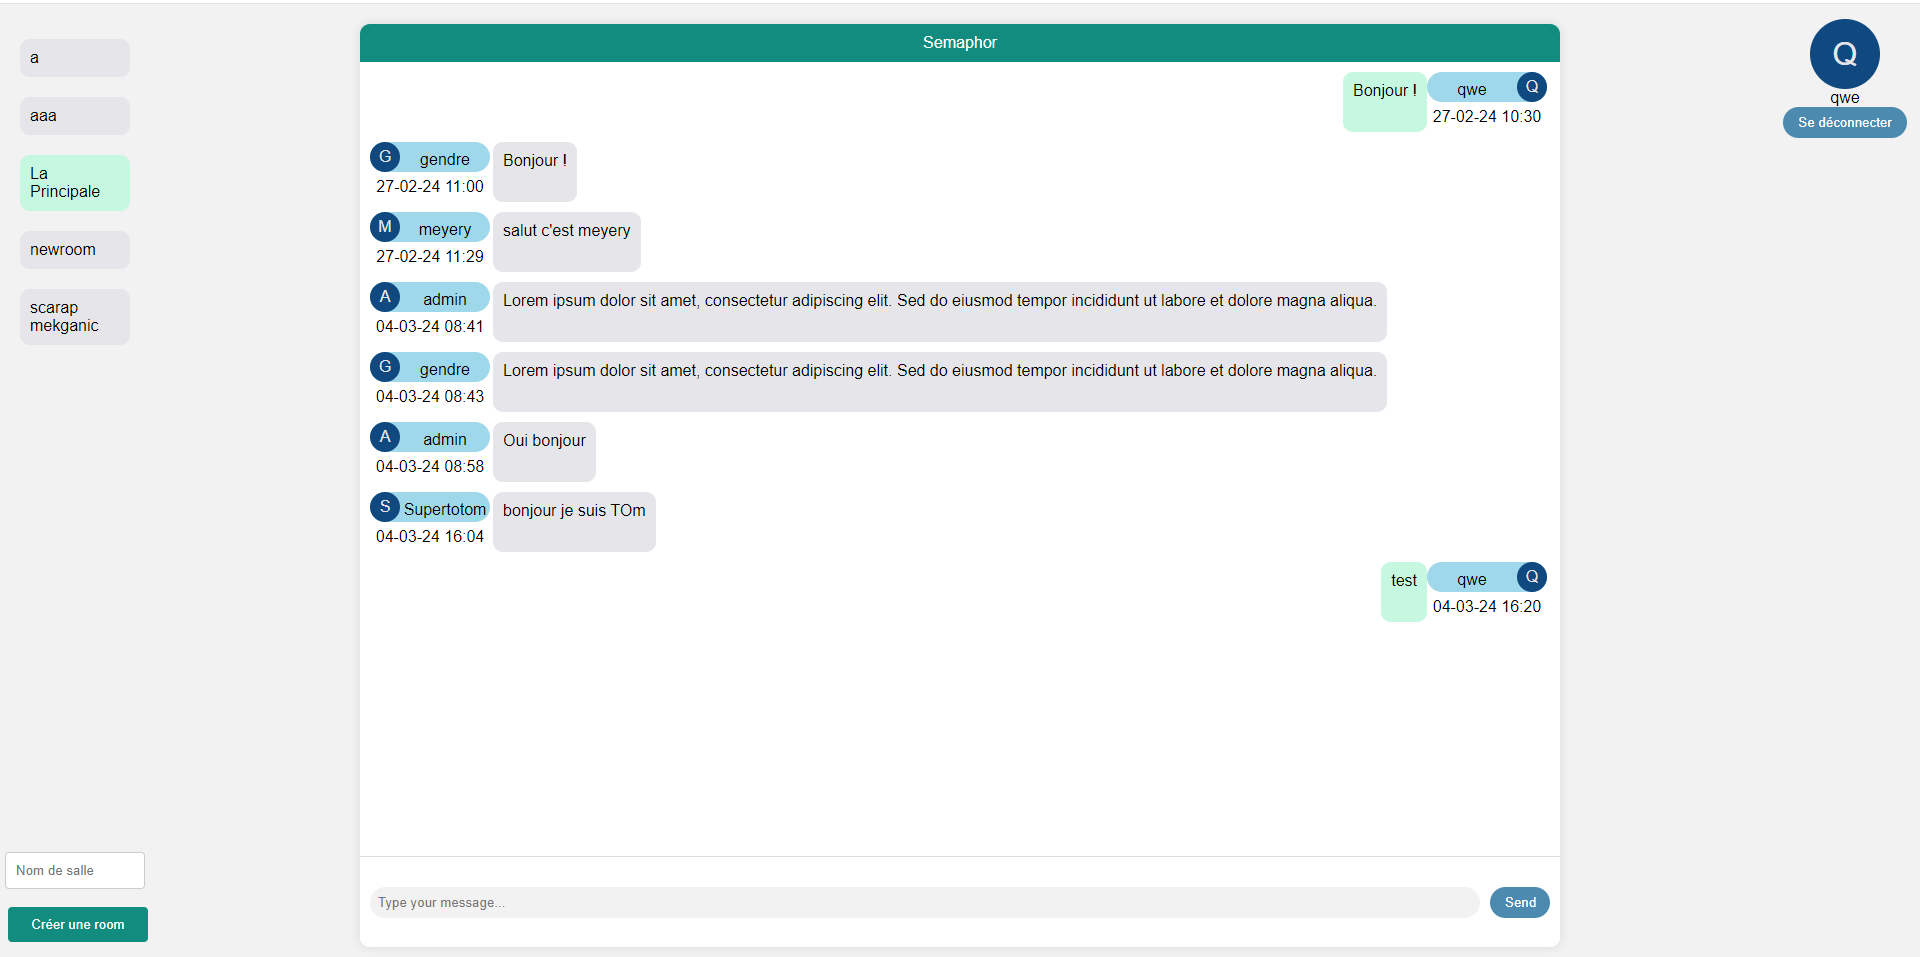 a
aaa
La
Principale
newroom
scarap
mekganic
Nom de salle
Créer une room
Semaphor
Bonjour !
qwe
Q
27-02-24 10:30
G
gendre
27-02-24 11:00
Bonjour !
M
meyery
27-02-24 11:29
salut c'est meyery
A
admin
04-03-24 08:41
Lorem ipsum dolor sit amet, consectetur adipiscing elit. Sed do eiusmod tempor incididunt ut labore et dolore magna aliqua.
G
gendre
04-03-24 08:43
Lorem ipsum dolor sit amet, consectetur adipiscing elit. Sed do eiusmod tempor incididunt ut labore et dolore magna aliqua.
A
admin
04-03-24 08:58
Oui bonjour
S
Supertotom
04-03-24 16:04
bonjour je suis TOm
test
qwe
Q
04-03-24 16:20
Type your message...
Send
Q
qwe
Se déconnecter